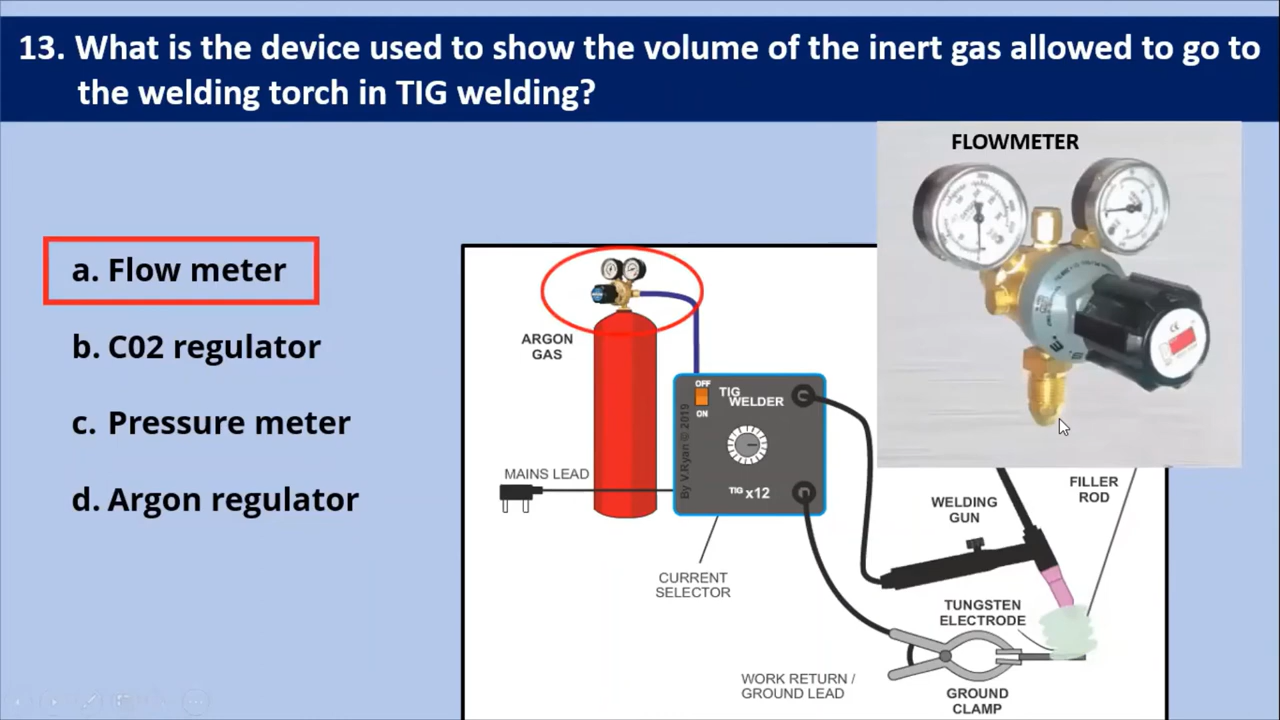 13. What is the device used to show the volume of the inert gas allowed to go to
the welding torch in TIG welding?
FLOWMETER
a. Flow meter
b. C02 regulator
c. Pressure meter
d. Argon regulator
ARGON
GAS
OFF
TIG
WELDER
ON
By V.Ryan © 2019
MAINS LEAD
TIG x12
CURRENT
SELECTOR
WELDING
GUN
FILLER
ROD
TUNGSTEN
ELECTRODE
WORK RETURN /
GROUND LEAD
GROUND
CLAMP